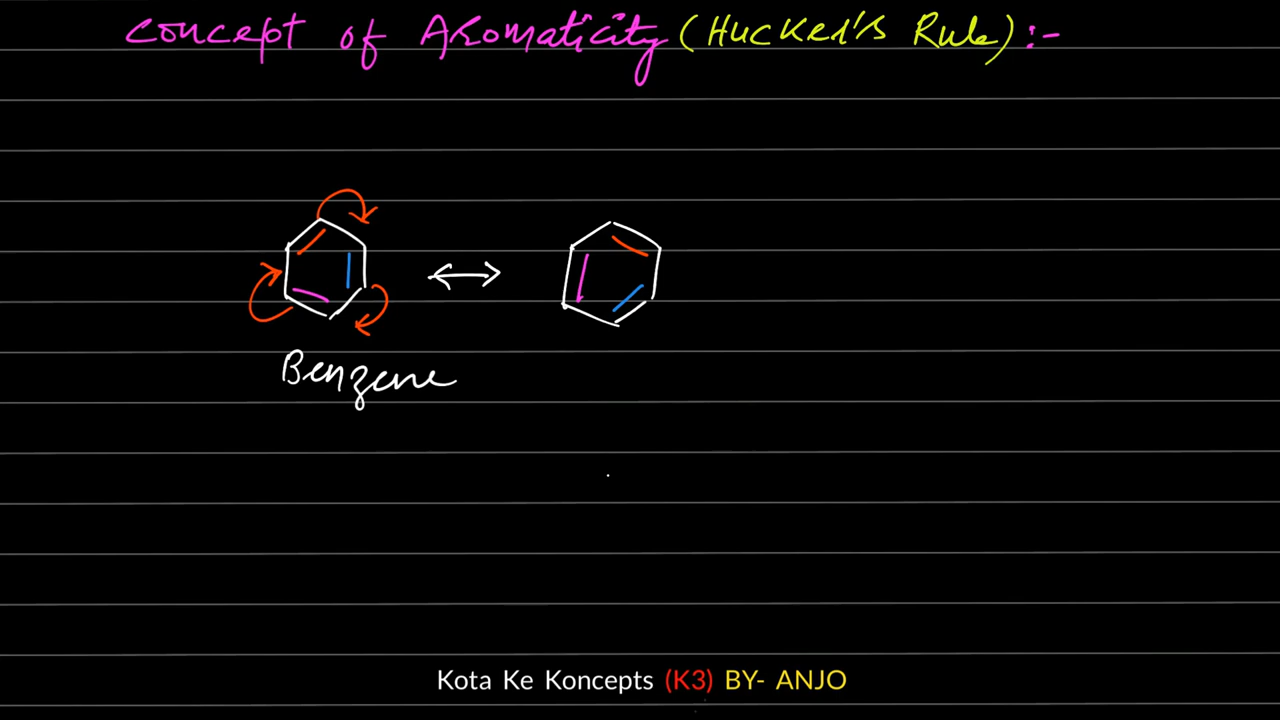 Concept of Aromaticity (Huckel's Rule) :-
Benzene
Kota Ke Koncepts (K3) BY- ANJO